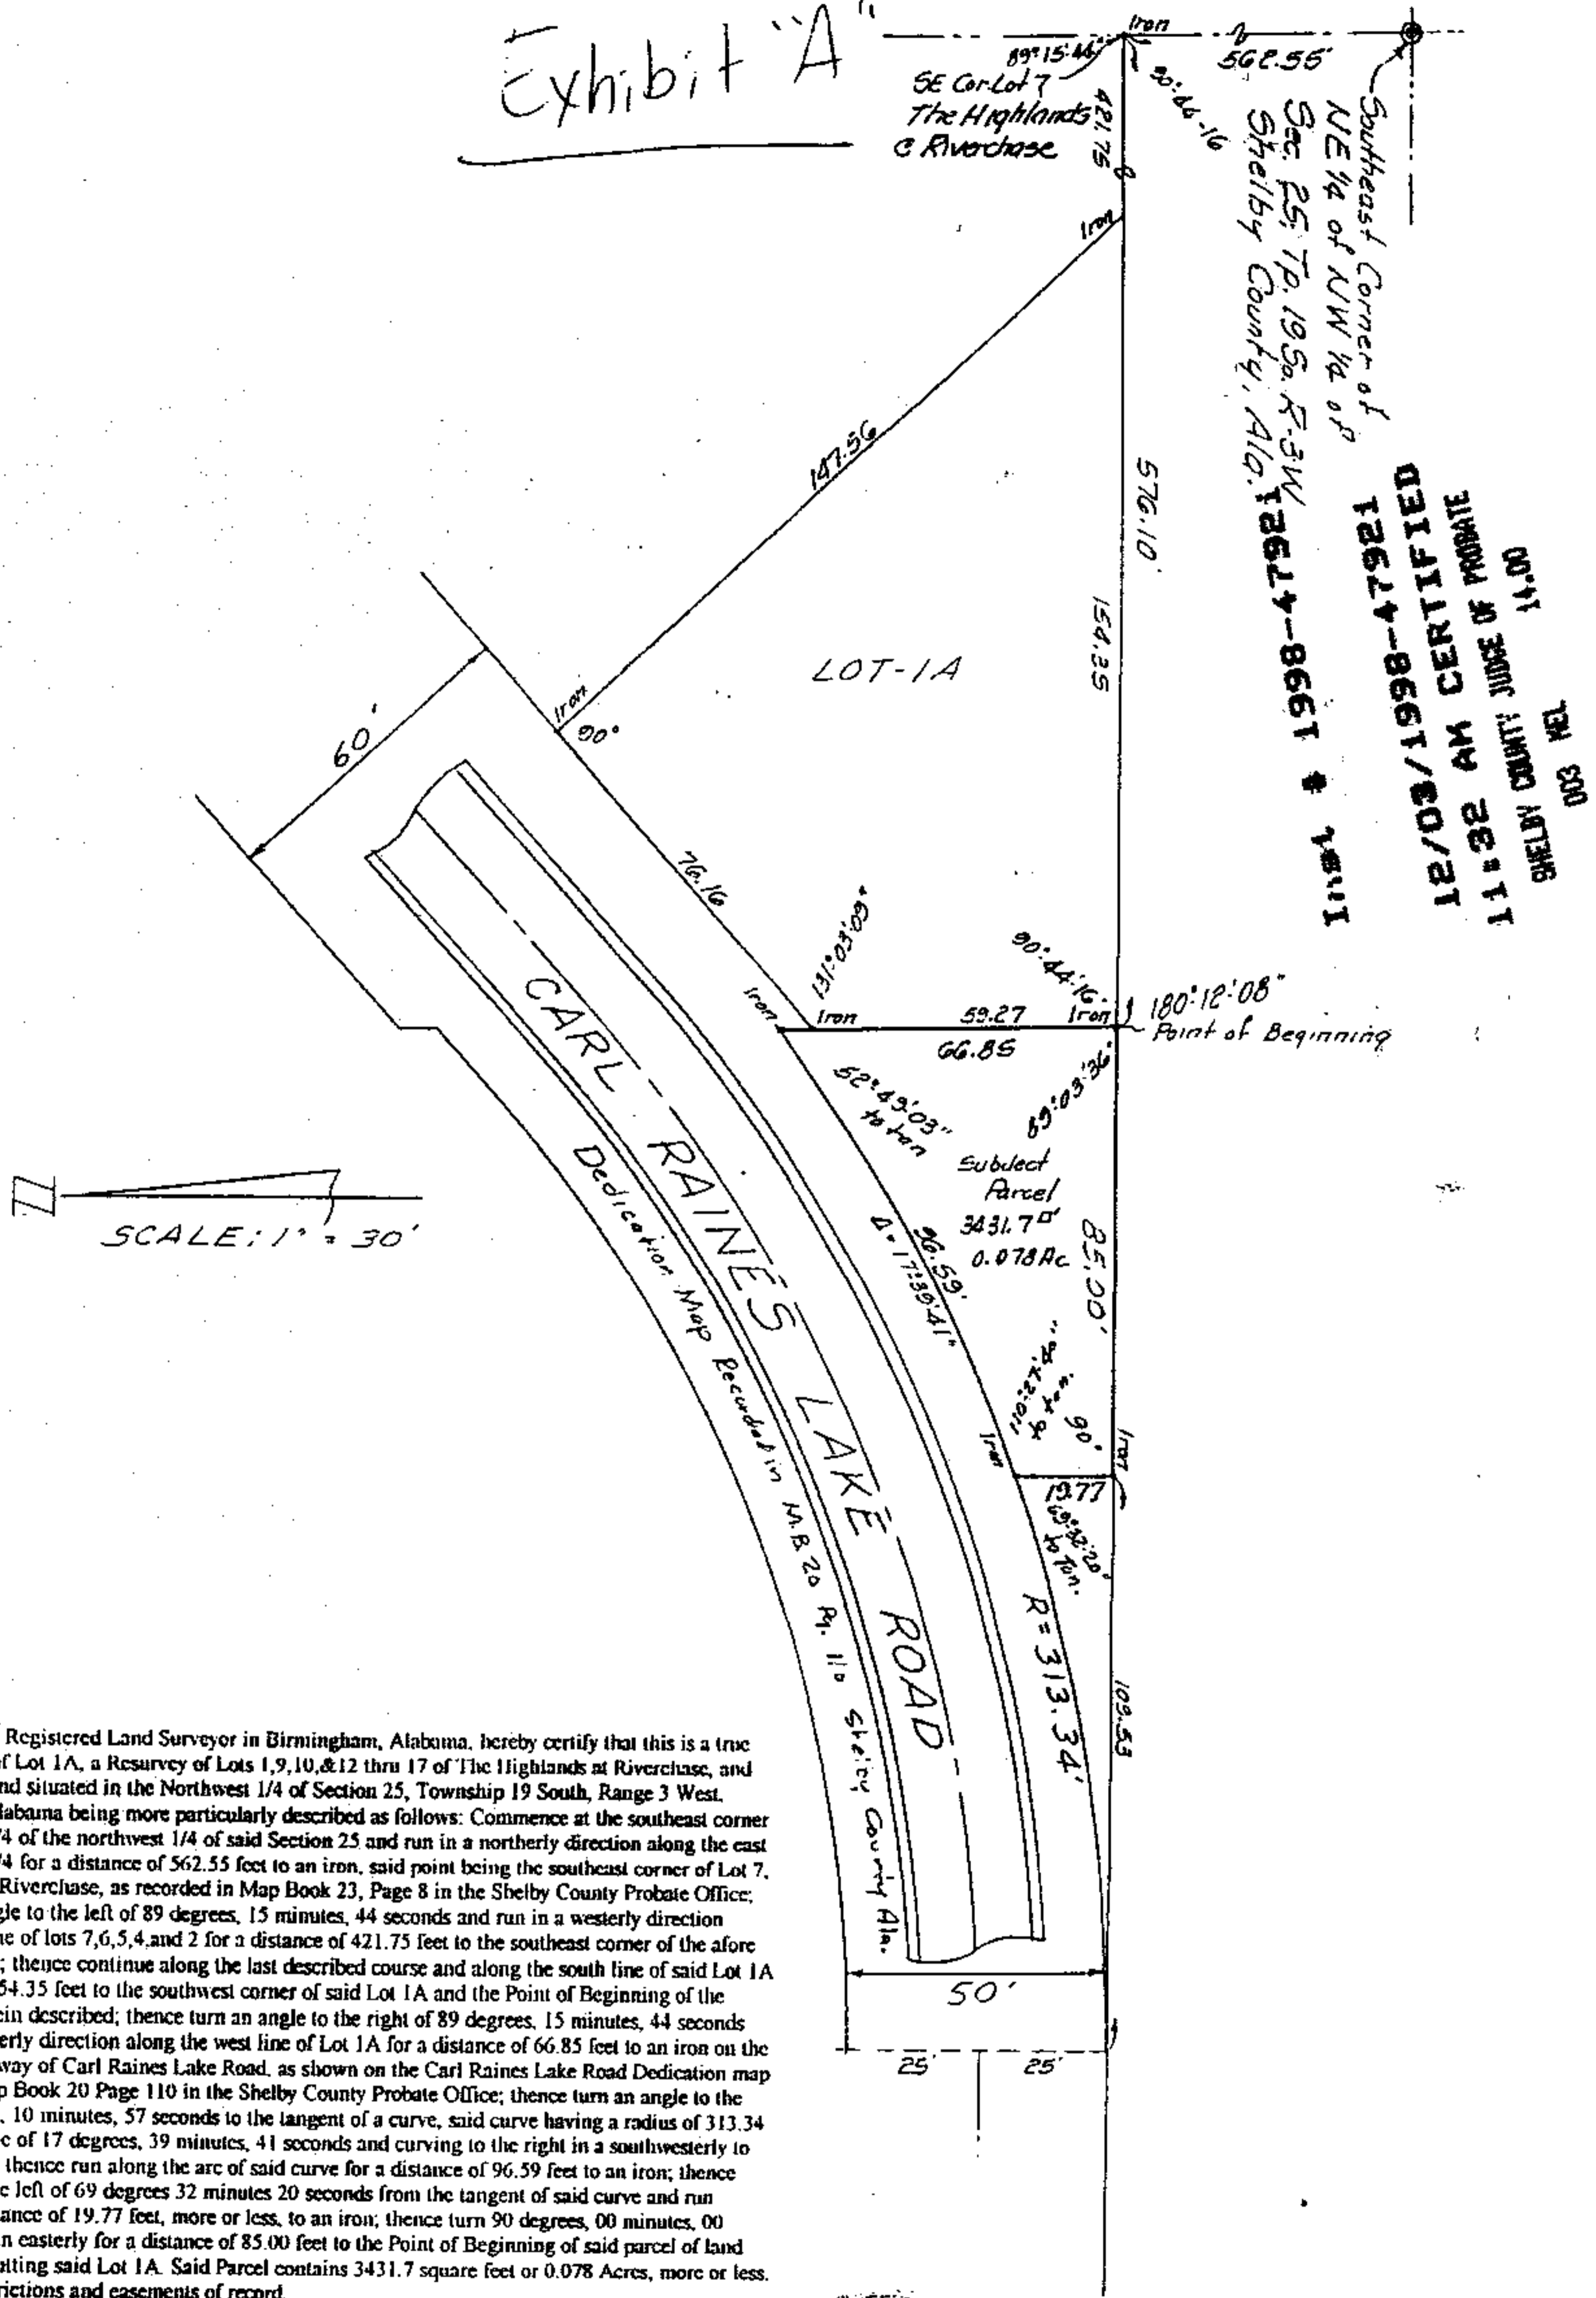 Exhibit "A"
Iron
89°15'44"
562.55'
SE Cor. Lot 7
The Highlands
@ Riverchase
421.75
Iron
Southeast Corner of
NE 1/4 of NW 1/4 of
Sec. 25, Tp. 19 So. R-3W
Shelby County, Ala.
Inst # 1998-47921
12/03/1998-47921
11:32 AM CERTIFIED
SHELBY COUNTY JUDGE OF PROBATE
003 MEL 14.00
147.56
576.10'
154.35
LOT-1A
Iron
90°
60'
76.16
90°44'16"
180°12'08"
Point of Beginning
Iron
Iron
59.27
Iron
66.85
52°49'03"
to tan
89°03'36"
Subject
Parcel
3431.7
0.078 Ac
96.59'
Δ=17°39'41"
85.00'
90°
Iron
Iron
19.77
69°32'20"
to Tan.
R=313.34'
109.53
CARL RAINES LAKE ROAD
Dedication Map Recorded in M.B. 20 Pg. 110 Shelby County Ala.
SCALE: 1" = 30'
50'
25' 25'
Registered Land Surveyor in Birmingham, Alabama, hereby certify that this is a true
f Lot 1A, a Resurvey of Lots 1,9,10,&12 thru 17 of The Highlands at Riverchase, and
nd situated in the Northwest 1/4 of Section 25, Township 19 South, Range 3 West,
labama being more particularly described as follows: Commence at the southeast corner
/4 of the northwest 1/4 of said Section 25 and run in a northerly direction along the east
/4 for a distance of 562.55 feet to an iron, said point being the southeast corner of Lot 7,
Riverchase, as recorded in Map Book 23, Page 8 in the Shelby County Probate Office;
gle to the left of 89 degrees, 15 minutes, 44 seconds and run in a westerly direction
ne of lots 7,6,5,4,and 2 for a distance of 421.75 feet to the southeast corner of the afore
; thence continue along the last described course and along the south line of said Lot 1A
54.35 feet to the southwest corner of said Lot 1A and the Point of Beginning of the
ein described; thence turn an angle to the right of 89 degrees, 15 minutes, 44 seconds
erly direction along the west line of Lot 1A for a distance of 66.85 feet to an iron on the
way of Carl Raines Lake Road, as shown on the Carl Raines Lake Road Dedication map
p Book 20 Page 110 in the Shelby County Probate Office; thence turn an angle to the
, 10 minutes, 57 seconds to the tangent of a curve, said curve having a radius of 313.34
e of 17 degrees, 39 minutes, 41 seconds and curving to the right in a southwesterly to
thence run along the arc of said curve for a distance of 96.59 feet to an iron; thence
e left of 69 degrees 32 minutes 20 seconds from the tangent of said curve and run
ance of 19.77 feet, more or less, to an iron; thence turn 90 degrees, 00 minutes, 00
n easterly for a distance of 85.00 feet to the Point of Beginning of said parcel of land
utting said Lot 1A. Said Parcel contains 3431.7 square feet or 0.078 Acres, more or less.
rictions and easements of record.